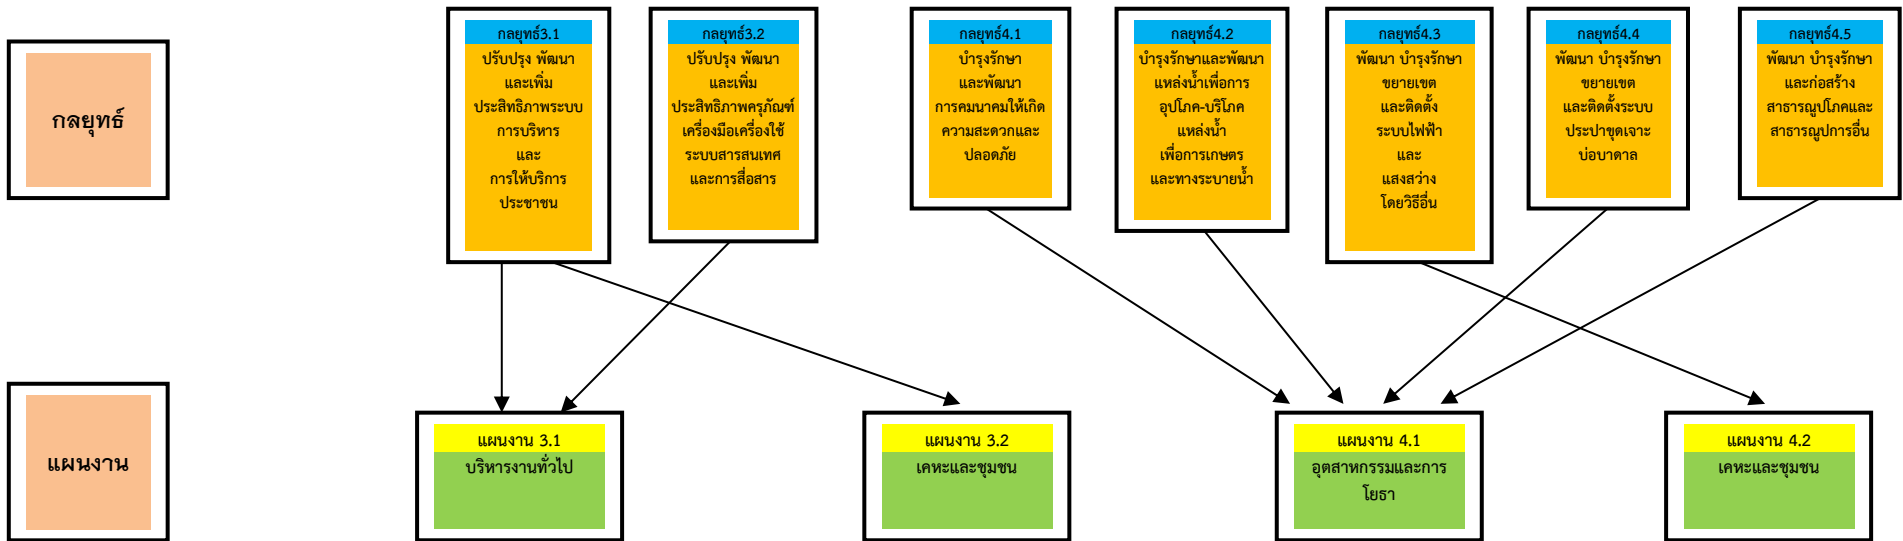 กลยุทธ์
กลยุทธ์3.1
ปรับปรุง พัฒนา
และเพิ่ม
ประสิทธิภาพระบบ
การบริหาร
และ
การให้บริการ
ประชาชน
กลยุทธ์3.2
ปรับปรุง พัฒนา
และเพิ่ม
ประสิทธิภาพครุภัณฑ์
เครื่องมือเครื่องใช้
ระบบสารสนเทศ
และการสื่อสาร
กลยุทธ์4.1
บำรุงรักษา
และพัฒนา
การคมนาคมให้เกิด
ความสะดวกและ
ปลอดภัย
กลยุทธ์4.2
บำรุงรักษาและพัฒนา
แหล่งน้ำเพื่อการ
อุปโภค-บริโภค
แหล่งน้ำ
เพื่อการเกษตร
และทางระบายน้ำ
กลยุทธ์4.3
พัฒนา บำรุงรักษา
ขยายเขต
และติดตั้ง
ระบบไฟฟ้า
และ
แสงสว่าง
โดยวิธีอื่น
กลยุทธ์4.4
พัฒนา บำรุงรักษา
ขยายเขต
และติดตั้งระบบ
ประปาขุดเจาะ
บ่อบาดาล
กลยุทธ์4.5
พัฒนา บำรุงรักษา
และก่อสร้าง
สาธารณูปโภคและ
สาธารณูปการอื่น
แผนงาน
แผนงาน 3.1
บริหารงานทั่วไป
แผนงาน 3.2
เคหะและชุมชน
แผนงาน 4.1
อุตสาหกรรมและการ
โยธา
แผนงาน 4.2
เคหะและชุมชน